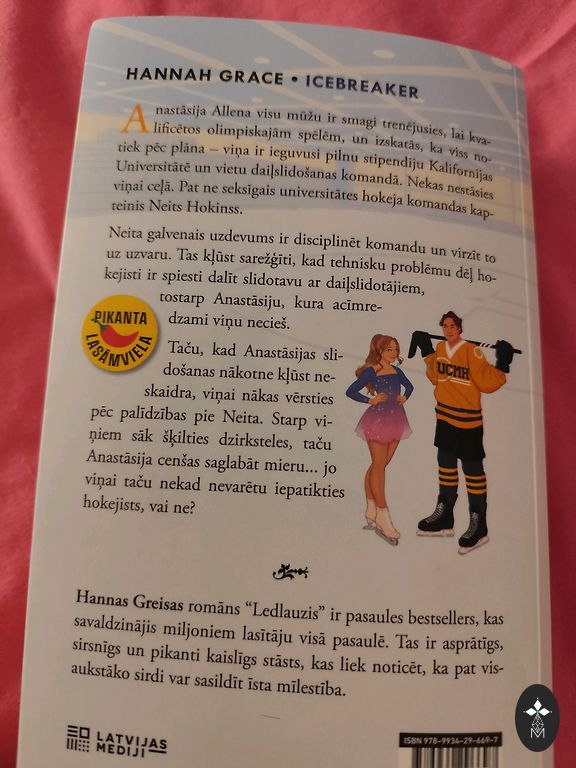 HANNAH GRACE • ICEBREAKER
Anastāsija Allena visu mūžu ir smagi trenējusies, lai kva-
lificētos olimpiskajām spēlēm, un izskatās, ka viss no-
tiek pēc plāna – viņa ir ieguvusi pilnu stipendiju Kalifornijas
Universitātē un vietu daiļslidošanas komandā. Nekas nestāsies
viņai ceļā. Pat ne seksīgais universitātes hokeja komandas kap-
teinis Neits Hokinss.
Neita galvenais uzdevums ir disciplinēt komandu un virzīt to
uz uzvaru. Tas kļūst sarežģīti, kad tehnisku problēmu dēļ ho-
kejisti ir spiesti dalīt slidotavu ar daiļslidotājiem,
tostarp Anastāsiju, kura acīmre-
dzami viņu necieš.
PIKANTA
LASĀMVIELA
Taču, kad Anastāsijas sli-
došanas nākotne kļūst ne-
skaidra, viņai nākas vērsties
pēc palīdzības pie Neita. Starp vi-
ņiem sāk šķilties dzirksteles, taču
Anastāsija cenšas saglabāt mieru... jo
viņai taču nekad nevarētu iepatikties
hokejists, vai ne?
UCMH
Hannas Greisas romāns “Ledlauzis” ir pasaules bestsellers, kas
savaldzinājis miljoniem lasītāju visā pasaulē. Tas ir asprātīgs,
sirsnīgs un pikanti kaislīgs stāsts, kas liek noticēt, ka pat vis-
aukstāko sirdi var sasildīt īsta mīlestība.
LATVIJAS
MEDIJI
ISBN 978-9934-29-669-7
M